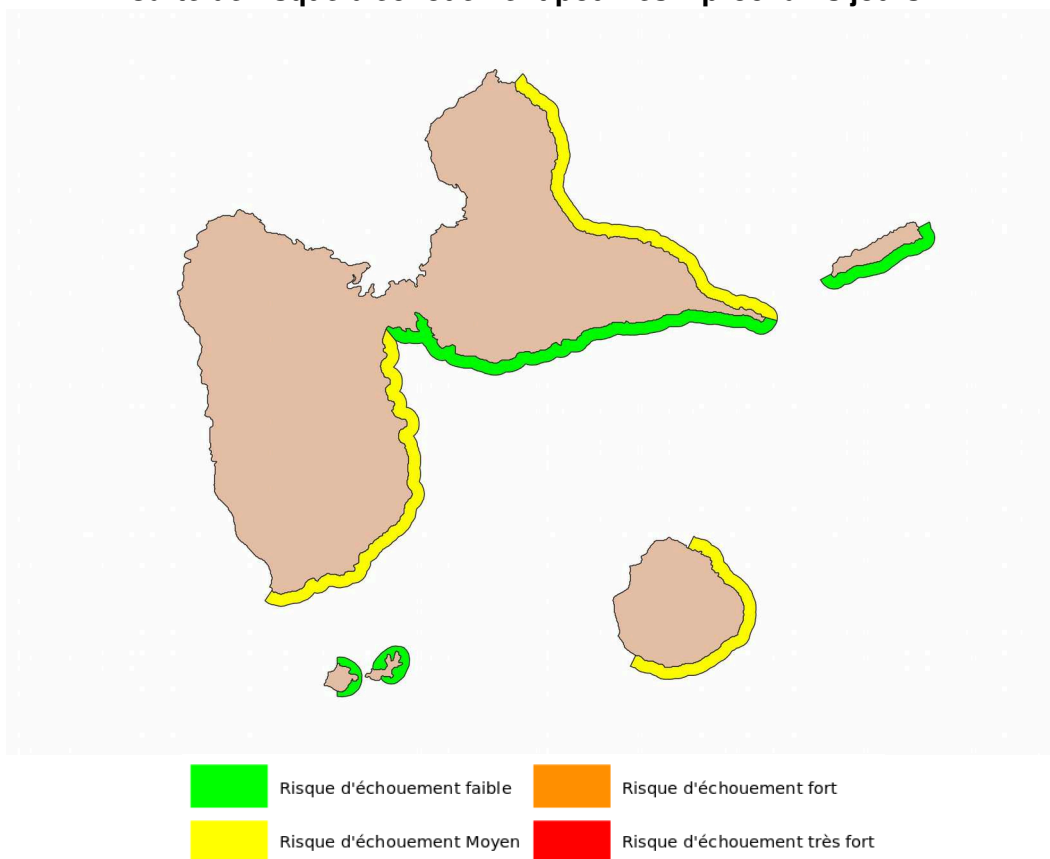 Risque d'échouement faible
Risque d'échouement fort
Risque d'échouement Moyen
Risque d'échouement très fort